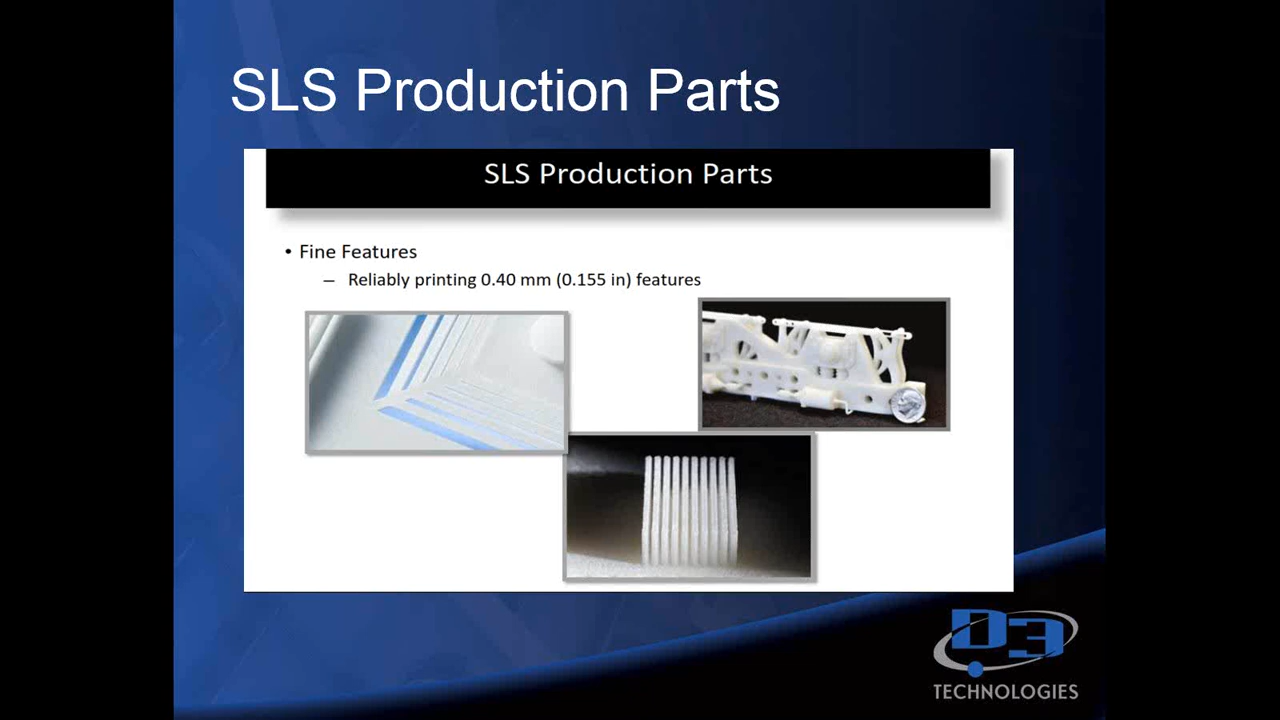 SLS Production Parts
SLS Production Parts
• Fine Features
– Reliably printing 0.40 mm (0.155 in) features
D3
TECHNOLOGIES